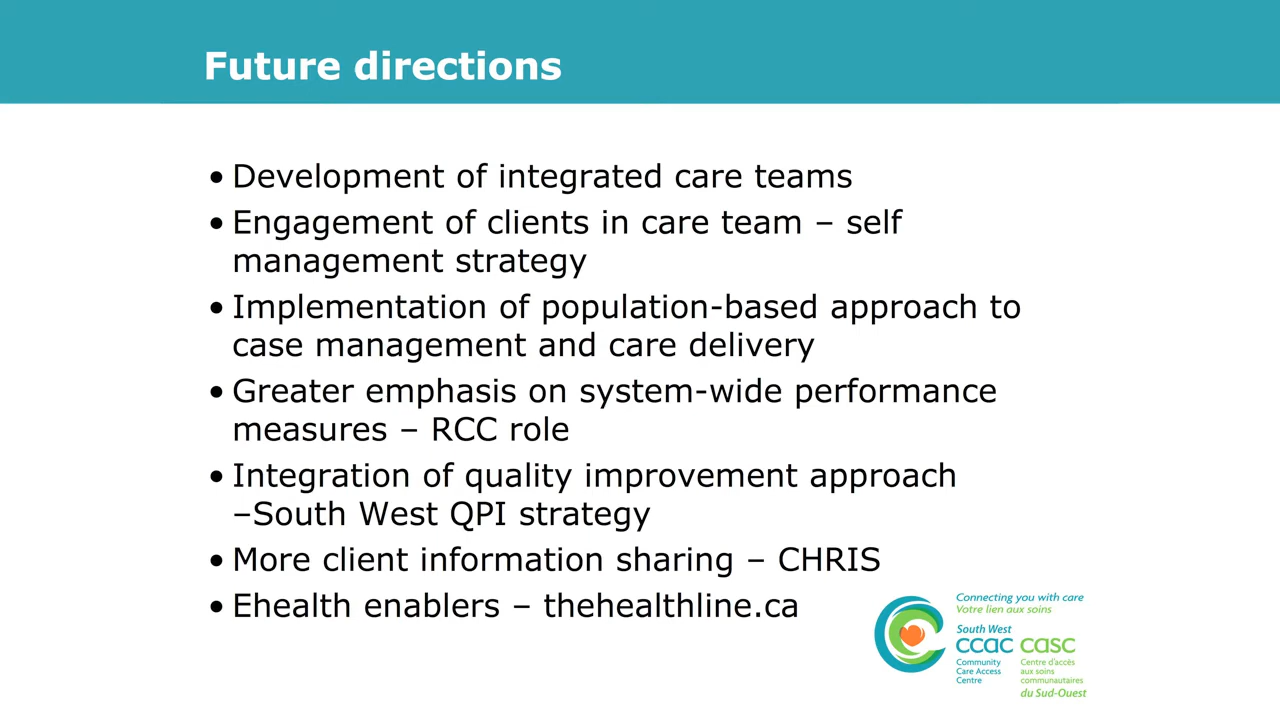 Future directions
• Development of integrated care teams
• Engagement of clients in care team – self
management strategy
• Implementation of population-based approach to
case management and care delivery
• Greater emphasis on system-wide performance
measures – RCC role
• Integration of quality improvement approach
–South West QPI strategy
• More client information sharing – CHRIS
• Ehealth enablers – thehealthline.ca
Connecting you with care
Votre lien aux soins
South West
ccac casc
Community
Care Access
Centre
Centre d'accès
aux soins
communautaires
du Sud-Ouest